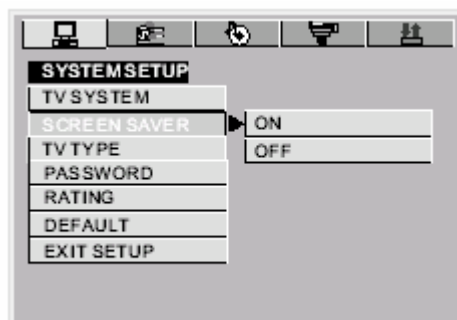 SYSTEM SETUP
TV SYSTEM
SCREEN SAVER
ON
TV TYPE
OFF
PASSWORD
RATING
DEFAULT
EXIT SETUP